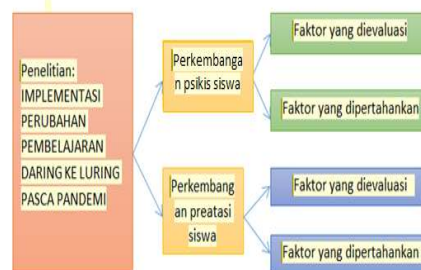 Penelitian:
IMPLEMENTASI
PERUBAHAN
PEMBELAJARAN
DARING KE LURING
PASCA PANDEMI
Perkembanga
n psikis siswa
Faktor yang dievaluasi
Faktor yang dipertahankan
Perkembang
an preatasi
siswa
Faktor yang dievaluasi
Faktor yang dipertahankan